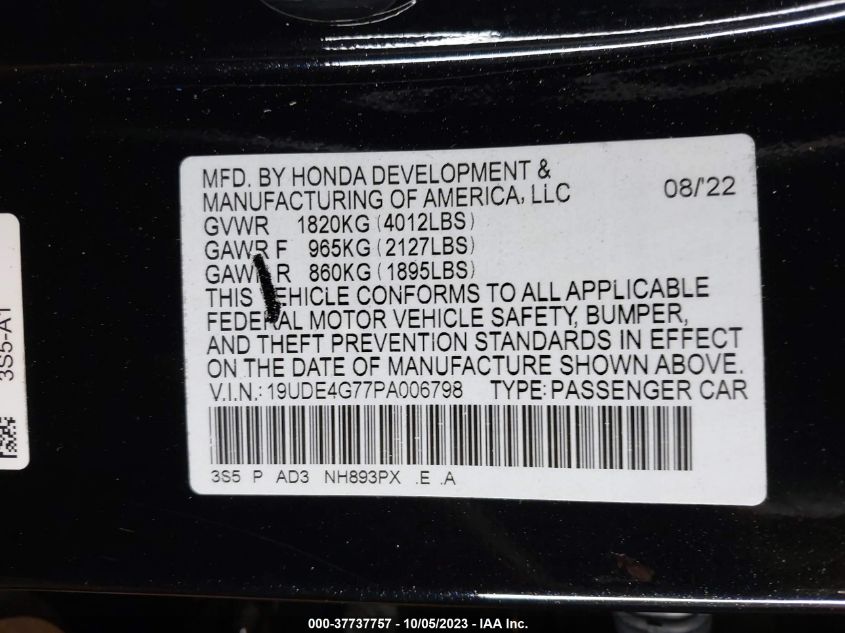 MFD. BY HONDA DEVELOPMENT &
MANUFACTURING OF AMERICA, LLC 08/'22
GVWR 1820KG (4012LBS)
GAWR F 965KG (2127LBS)
GAWR R 860KG (1895LBS)
THIS VEHICLE CONFORMS TO ALL APPLICABLE
FEDERAL MOTOR VEHICLE SAFETY, BUMPER,
AND THEFT PREVENTION STANDARDS IN EFFECT
ON THE DATE OF MANUFACTURE SHOWN ABOVE.
V.I.N.: 19UDE4G77PA006798 TYPE: PASSENGER CAR
3S5 P AD3 NH893PX .E .A
3S5-A1
000-37737757 - 10/05/2023 - IAA Inc.